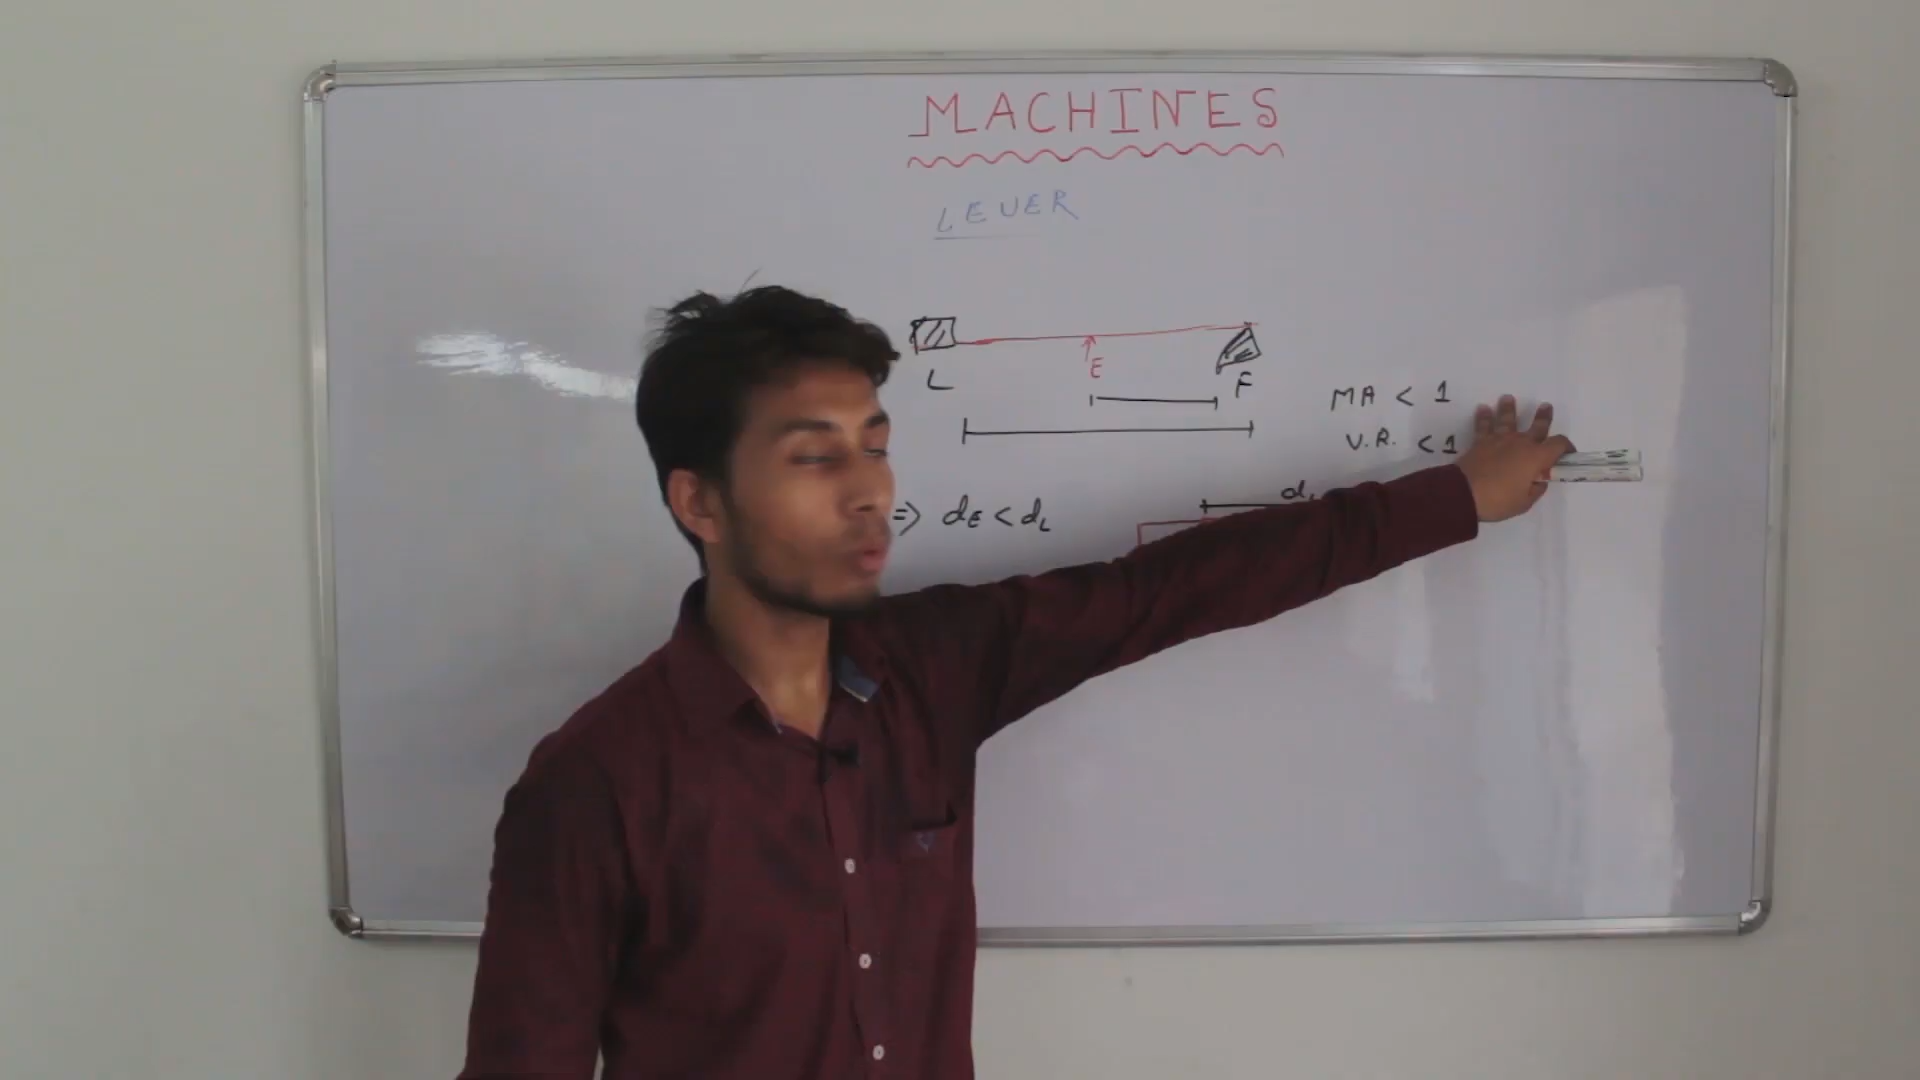 MACHINES
LEVER
L
E
F
MA < 1
V.R. < 1
=> dE < dL